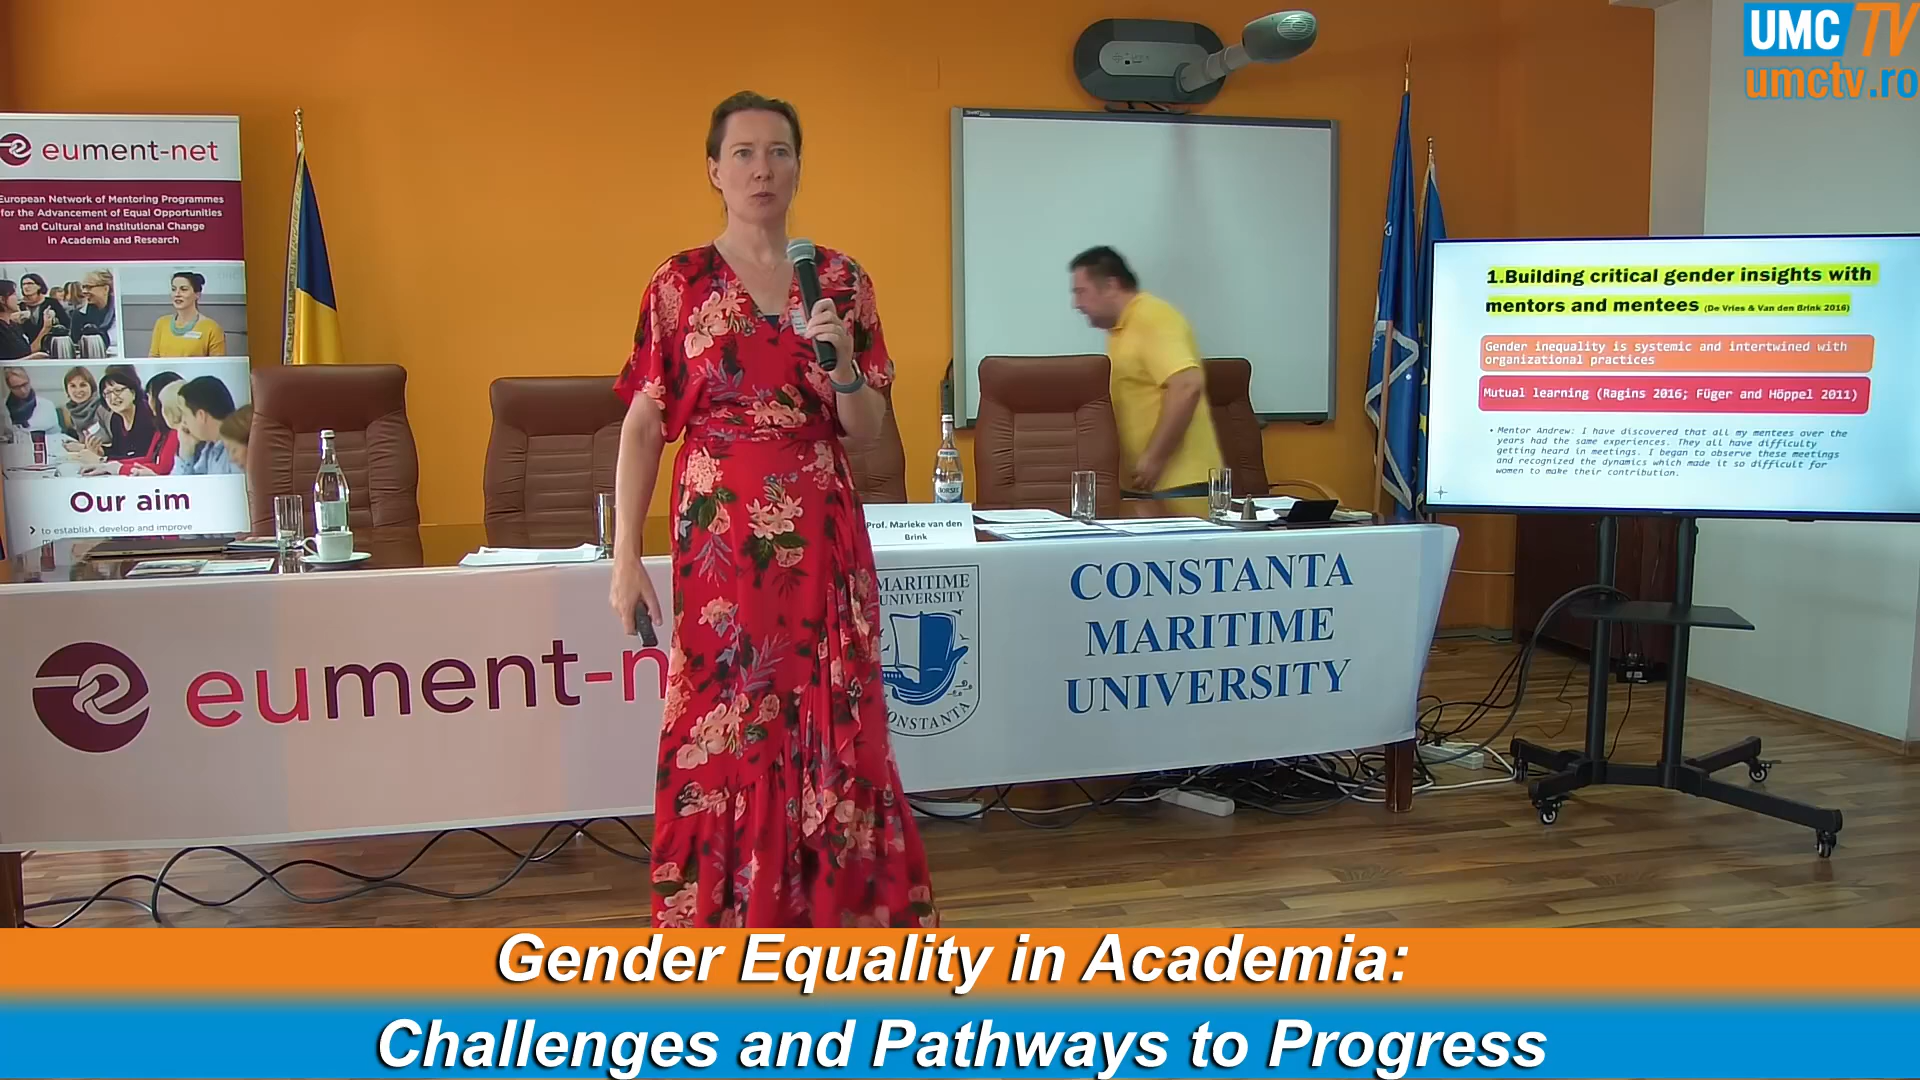 UMC TV
umctv.ro
eument-net
European Network of Mentoring Programmes
for the Advancement of Equal Opportunities
and Cultural and Institutional Change
in Academia and Research
Our aim
to establish, develop and improve
1.Building critical gender insights with
mentors and mentees (De Vries & Van den Brink 2016)
Gender inequality is systemic and intertwined with
organizational practices
Mutual learning (Ragins 2016; Füger and Höppel 2011)
• Mentor Andrew: I have discovered that all my mentees over the
years had the same experiences. They all have difficulty
getting heard in meetings. I began to observe these meetings
and recognized the dynamics which made it so difficult for
women to make their contribution.
Prof. Marieke van den
Brink
eument-n
MARITIME
UNIVERSITY
CONSTANTA
CONSTANTA
MARITIME
UNIVERSITY
Gender Equality in Academia:
Challenges and Pathways to Progress